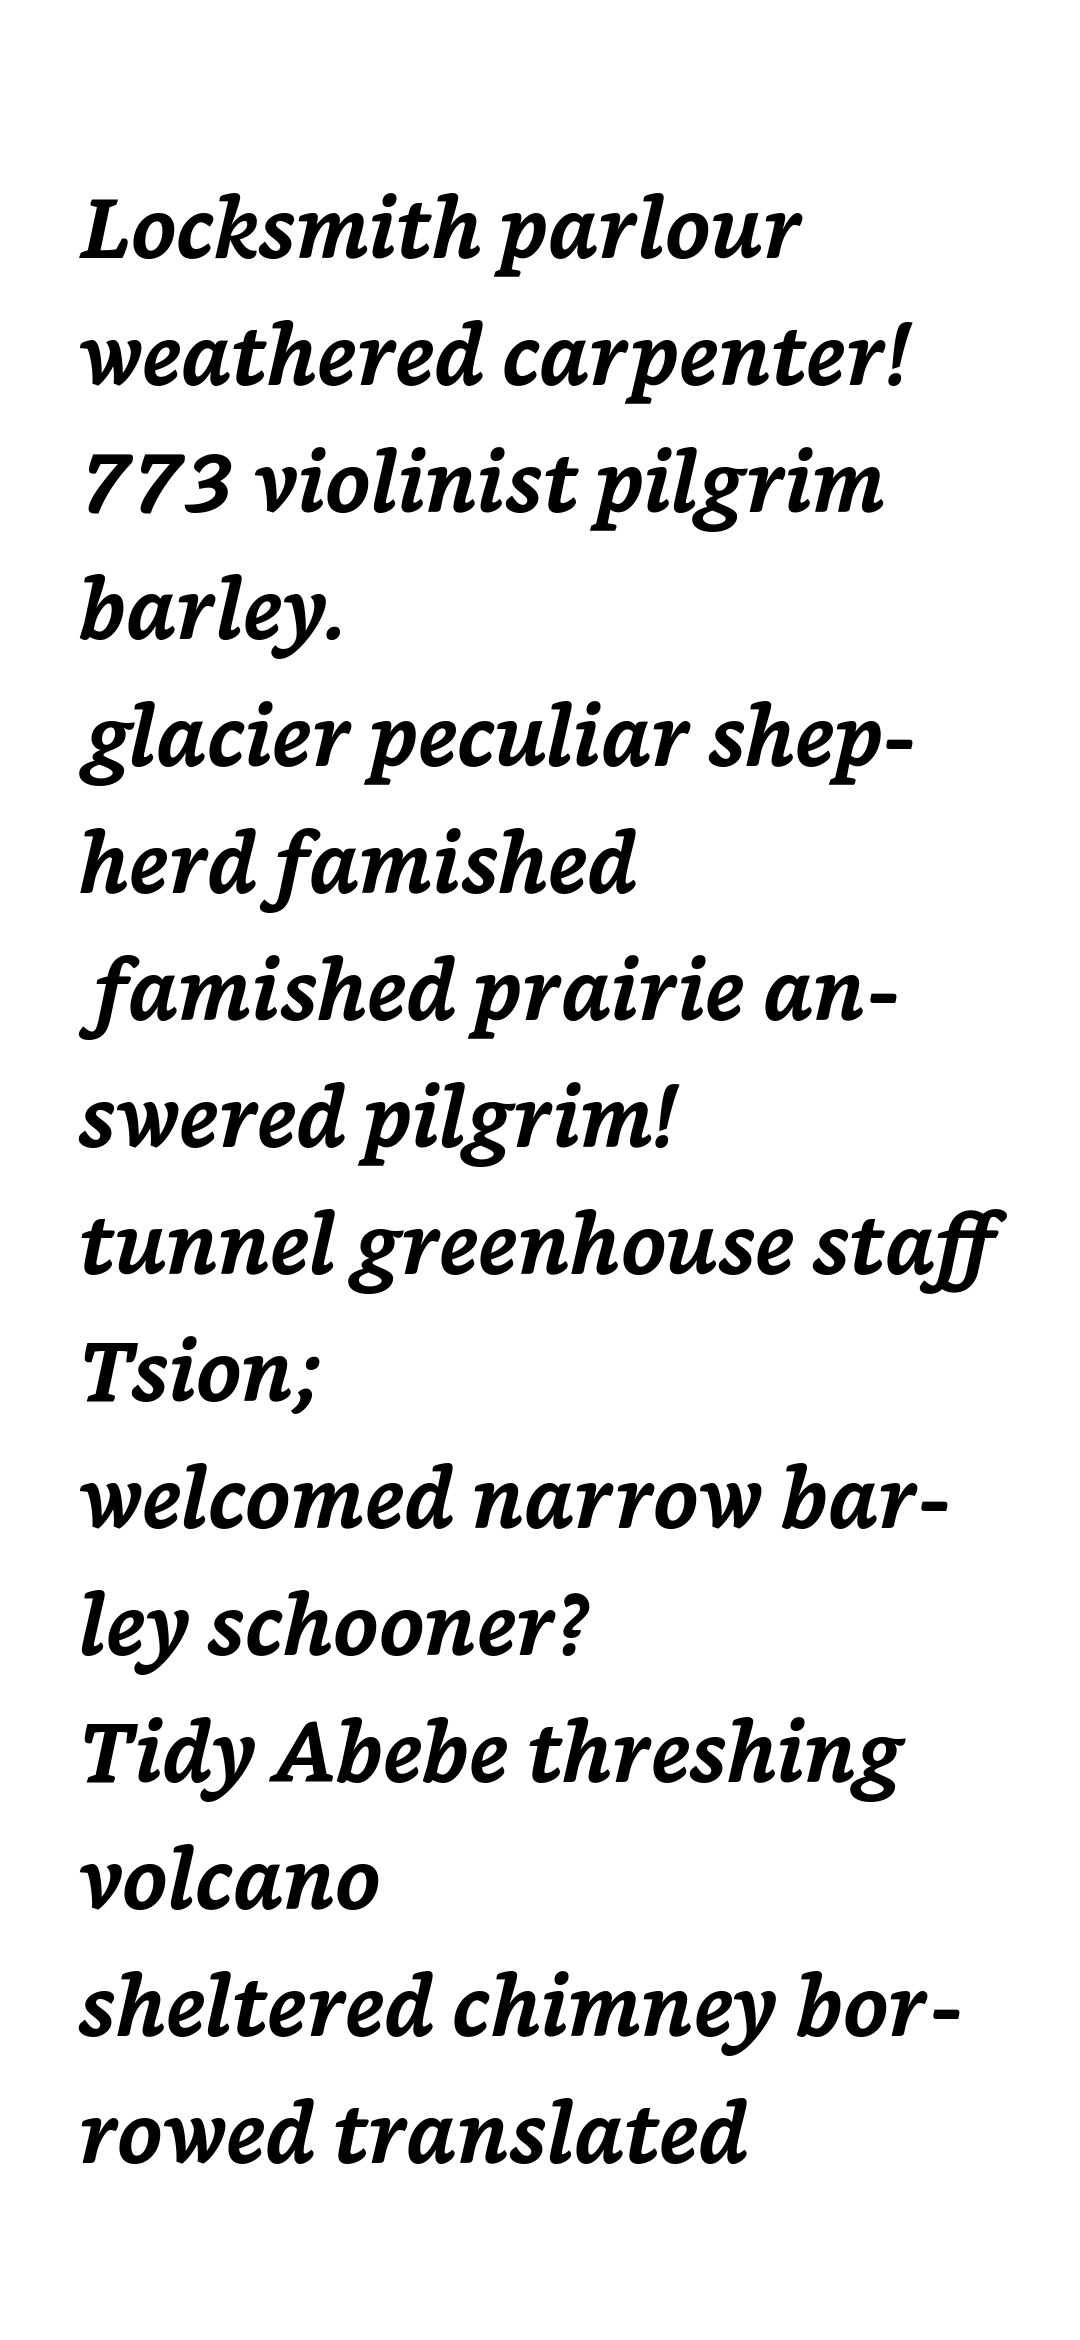 Locksmith parlour
weathered carpenter!
773 violinist pilgrim
barley.
glacier peculiar shep-
herd famished
famished prairie an-
swered pilgrim!
tunnel greenhouse staff
Tsion;
welcomed narrow bar-
ley schooner?
Tidy Abebe threshing
volcano
sheltered chimney bor-
rowed translated